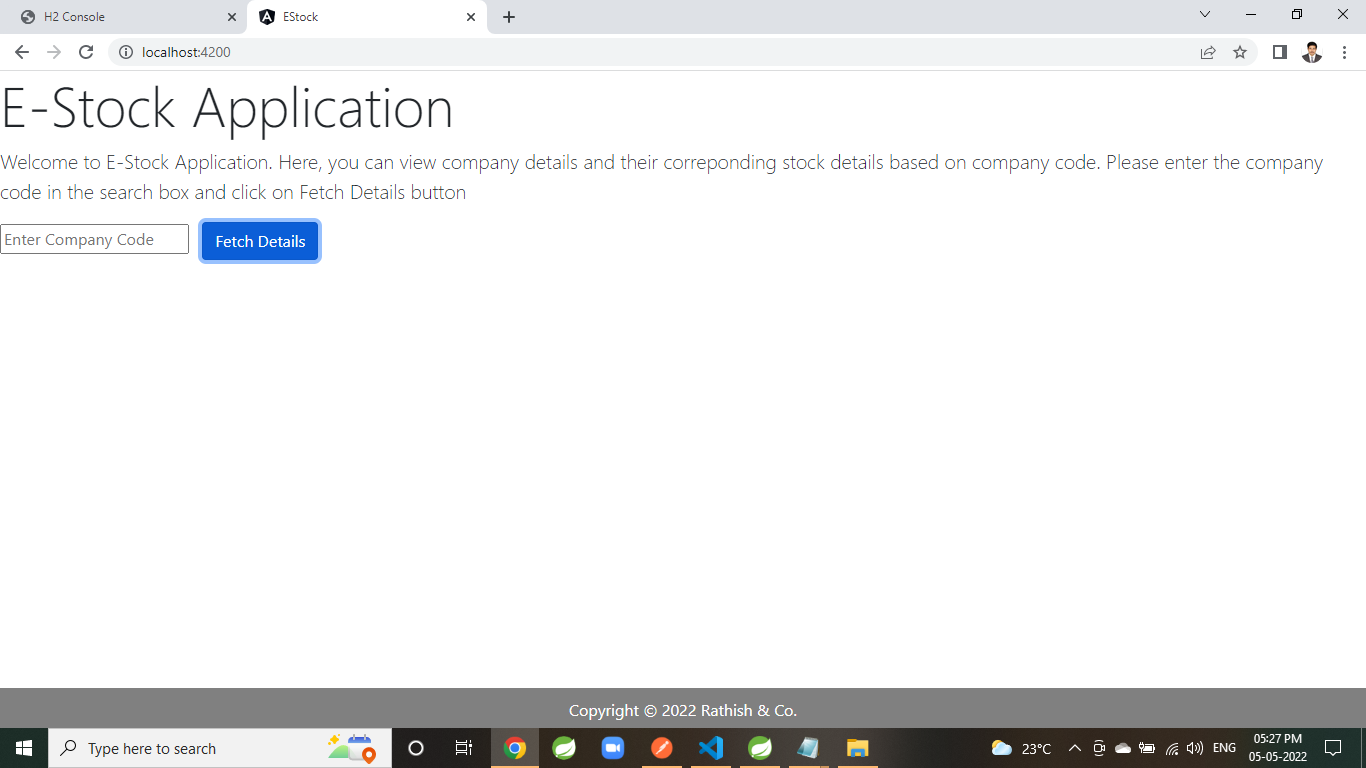 H2 Console
EStock
localhost:4200
E-Stock Application
Welcome to E-Stock Application. Here, you can view company details and their correponding stock details based on company code. Please enter the company
code in the search box and click on Fetch Details button
Enter Company Code
Fetch Details
Copyright © 2022 Rathish & Co.
Type here to search
23°C
ENG
05:27 PM
05-05-2022